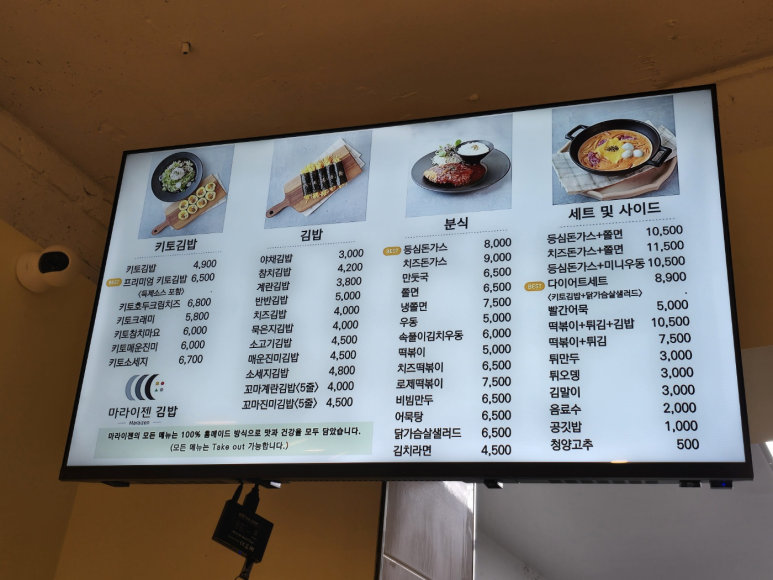 키토김밥
키토김밥 4,900
BEST 프리미엄 키토김밥 6,500
(특제소스 포함)
키토호두크림치즈 6,800
키토크래미 5,800
키토참치마요 6,000
키토매운진미 6,000
키토소세지 6,700
마라이젠 김밥
Maraizen
김밥
야채김밥 3,000
참치김밥 4,200
계란김밥 3,800
반반김밥 5,000
치즈김밥 4,000
묵은지김밥 4,000
소고기김밥 4,500
매운진미김밥 4,500
소세지김밥 4,800
꼬마계란김밥(5줄) 4,000
꼬마진미김밥(5줄) 4,500
마라이젠의 모든 메뉴는 100% 홈메이드 방식으로 맛과 건강을 모두 담았습니다.
(모든 메뉴는 Take out 가능합니다.)
분식
BEST 등심돈가스 8,000
치즈돈가스 9,000
만둣국 6,500
쫄면 6,500
냉쫄면 7,500
우동 5,000
속풀이김치우동 6,000
떡볶이 5,000
치즈떡볶이 6,500
로제떡볶이 7,500
비빔만두 6,500
어묵탕 6,500
닭가슴살샐러드 6,500
김치라면 4,500
세트 및 사이드
등심돈가스+쫄면 10,500
치즈돈가스+쫄면 11,500
등심돈가스+미니우동 10,500
BEST 다이어트세트 8,900
(키토김밥+닭가슴살샐러드)
빨간어묵 5,000
떡볶이+튀김+김밥 10,500
떡볶이+튀김 7,500
튀만두 3,000
튀오뎅 3,000
김말이 3,000
음료수 2,000
공깃밥 1,000
청양고추 500